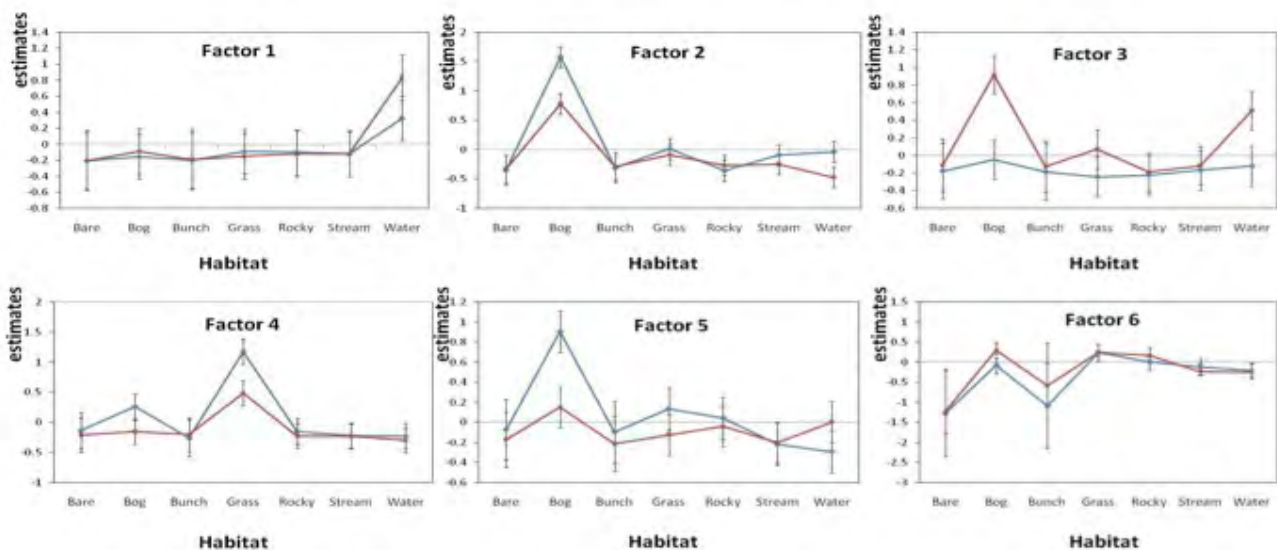 estimates
Factor 1
1.4
1.2
1
0.8
0.6
0.4
0.2
0
-0.2
-0.4
-0.6
-0.8
Bare Bog Bunch Grass Rocky Stream Water
Habitat
estimates
Factor 2
2
1.5
1
0.5
0
-0.5
-1
Bare Bog Bunch Grass Rocky Stream Water
Habitat
estimates
Factor 3
1.4
1.2
1
0.8
0.6
0.4
0.2
0
-0.2
-0.4
-0.6
Bare Bog Bunch Grass Rocky Stream Water
Habitat
estimates
Factor 4
2
1.5
1
0.5
0
-0.5
-1
Bare Bog Bunch Grass Rocky Stream Water
Habitat
estimates
Factor 5
1.2
1
0.8
0.6
0.4
0.2
0
-0.2
-0.4
-0.6
Bare Bog Bunch Grass Rocky Stream Water
Habitat
estimates
Factor 6
1.5
1
0.5
0
-0.5
-1
-1.5
-2
-2.5
-3
Bare Bog Bunch Grass Rocky Stream Water
Habitat